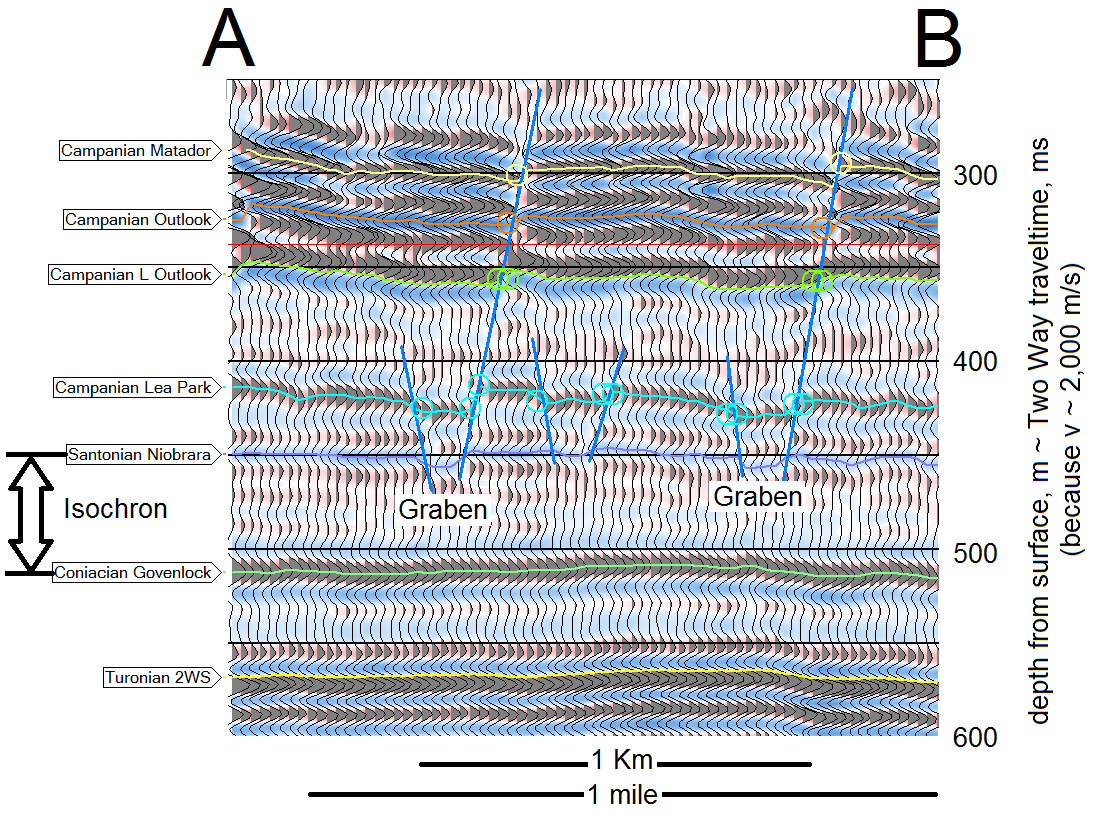 A
B
Campanian Matador
300
Campanian Outlook
Campanian L Outlook
400
Campanian Lea Park
Santonian Niobrara
Isochron
Graben
Graben
500
Coniacian Govenlock
Turonian 2WS
600
1 Km
1 mile
depth from surface, m ~ Two Way traveltime, ms
(because v ~ 2,000 m/s)